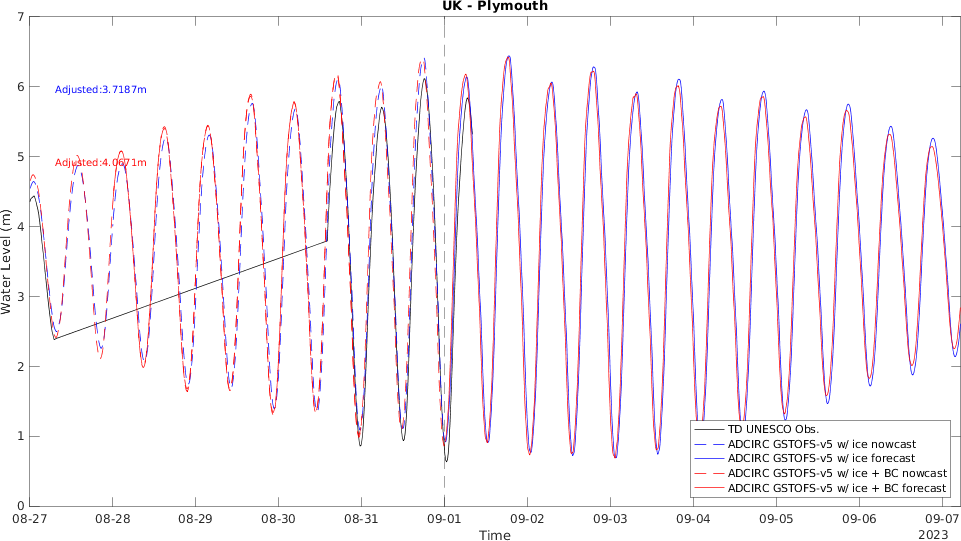 UK - Plymouth
7
6
5
4
3
2
1
0
Water Level (m)
Adjusted:3.7187m
Adjusted:4.0671m
TD UNESCO Obs.
ADCIRC GSTOFS-v5 w/ ice nowcast
ADCIRC GSTOFS-v5 w/ ice forecast
ADCIRC GSTOFS-v5 w/ ice + BC nowcast
ADCIRC GSTOFS-v5 w/ ice + BC forecast
08-27 08-28 08-29 08-30 08-31 09-01 09-02 09-03 09-04 09-05 09-06 09-07
Time
2023